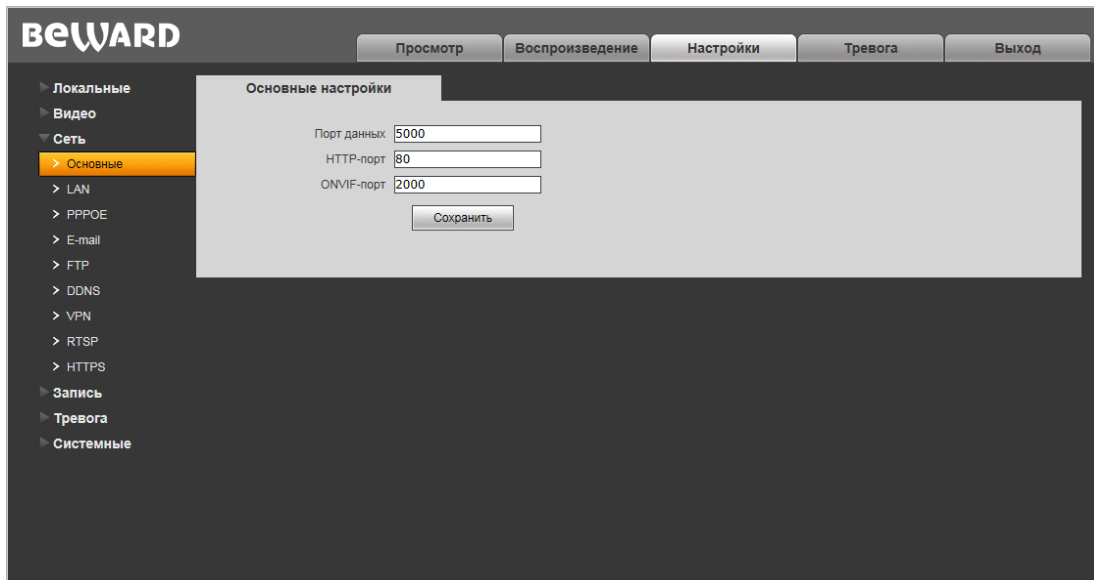 BEWARD
Просмотр
Воспроизведение
Настройки
Тревога
Выход
Локальные
Видео
Сеть
Основные
LAN
PPPOE
E-mail
FTP
DDNS
VPN
RTSP
HTTPS
Запись
Тревога
Системные
Основные настройки
Порт данных 5000
HTTP-порт 80
ONVIF-порт 2000
Сохранить